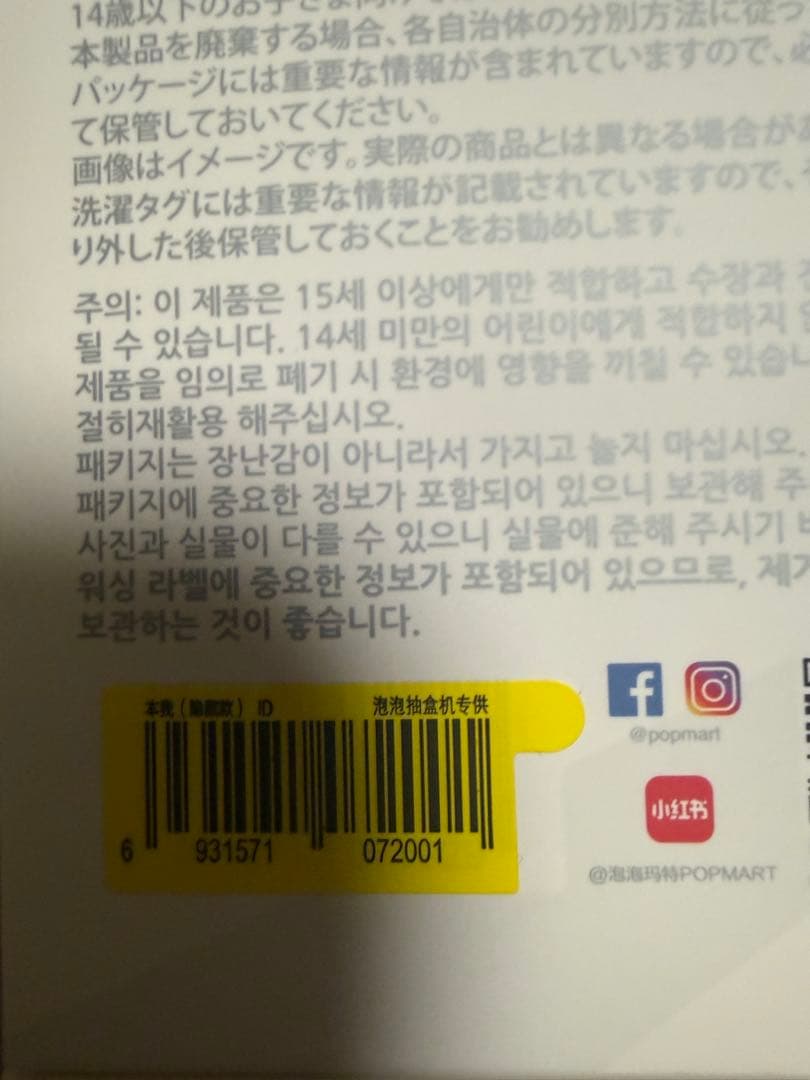 14歳以下のお子さま向け
本製品を廃棄する場合、各自治体の分別方法に従っ
パッケージには重要な情報が含まれていますので、必
て保管しておいてください。
画像はイメージです。実際の商品とは異なる場合が
洗濯タグには重要な情報が記載されていますので、
り外した後保管しておくことをお勧めします。
주의: 이 제품은 15세 이상에게만 적합하고 수장과
될 수 있습니다. 14세 미만의 어린이에게 적합하지
제품을 임의로 폐기 시 환경에 영향을 끼칠 수 있습니
절히재활용 해주십시오.
패키지는 장난감이 아니라서 가지고 놀지 마십시오.
패키지에 중요한 정보가 포함되어 있으니 보관해 주
사진과 실물이 다를 수 있으니 실물에 준해 주시기
워싱 라벨에 중요한 정보가 포함되어 있으므로, 제거
보관하는 것이 좋습니다.
本我（隐藏款）ID 泡泡抽盒机专供
6 931571 072001
@popmart
小红书
@泡泡玛特POPMART